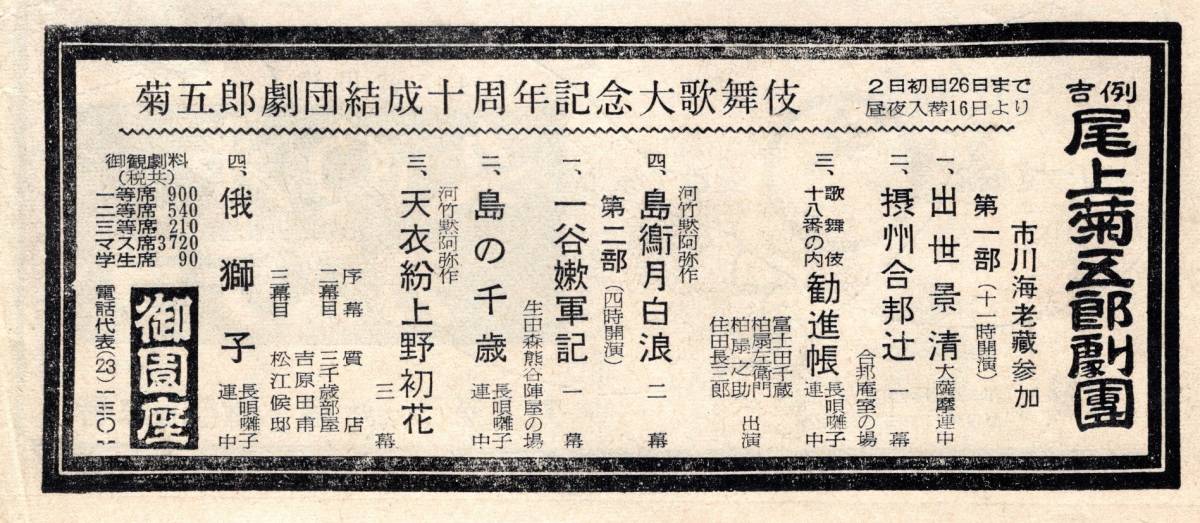 吉例
尾上菊五郎劇團
2日初日26日まで
昼夜入替16日より
菊五郎劇団結成十周年記念大歌舞伎
市川海老藏参加
第一部(十一時開演)
一、出世景清 大薩摩連中
二、摂州合邦辻 一幕
合邦庵室の場
三、歌舞伎十八番の内 勧進帳 長唄囃子連中
富士田千蔵
柏扇左衛門
柏扇之助
住田長三郎
出演
河竹黙阿弥作
四、島鵆月白浪 二幕
第二部(四時開演)
一、一谷嫩軍記 一幕
生田森熊谷陣屋の場
二、島の千歳 長唄囃子連中
河竹黙阿弥作
三、天衣紛上野初花 三幕
序幕 質店
二幕目 三千歳部屋
吉原田甫
三幕目 松江候邸
四、俄獅子 長唄囃子連中
御観劇料
(税共)
一等席 900
二等席 540
三等席 210
マス席 3720
学生席 90
御園座
電話代表(23)